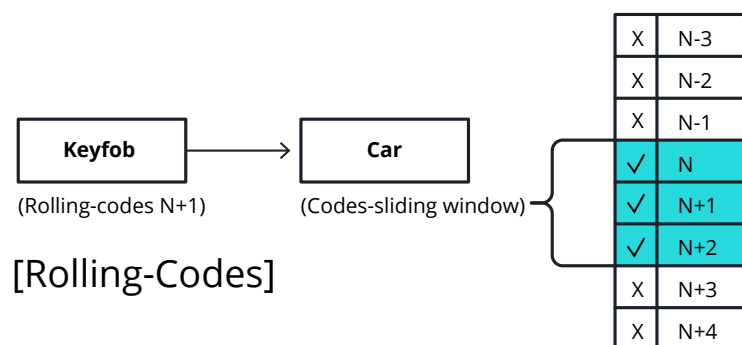 X N-3
X N-2
X N-1
Keyfob
Car
✓ N
(Rolling-codes N+1)
(Codes-sliding window)
✓ N+1
✓ N+2
[Rolling-Codes]
X N+3
X N+4